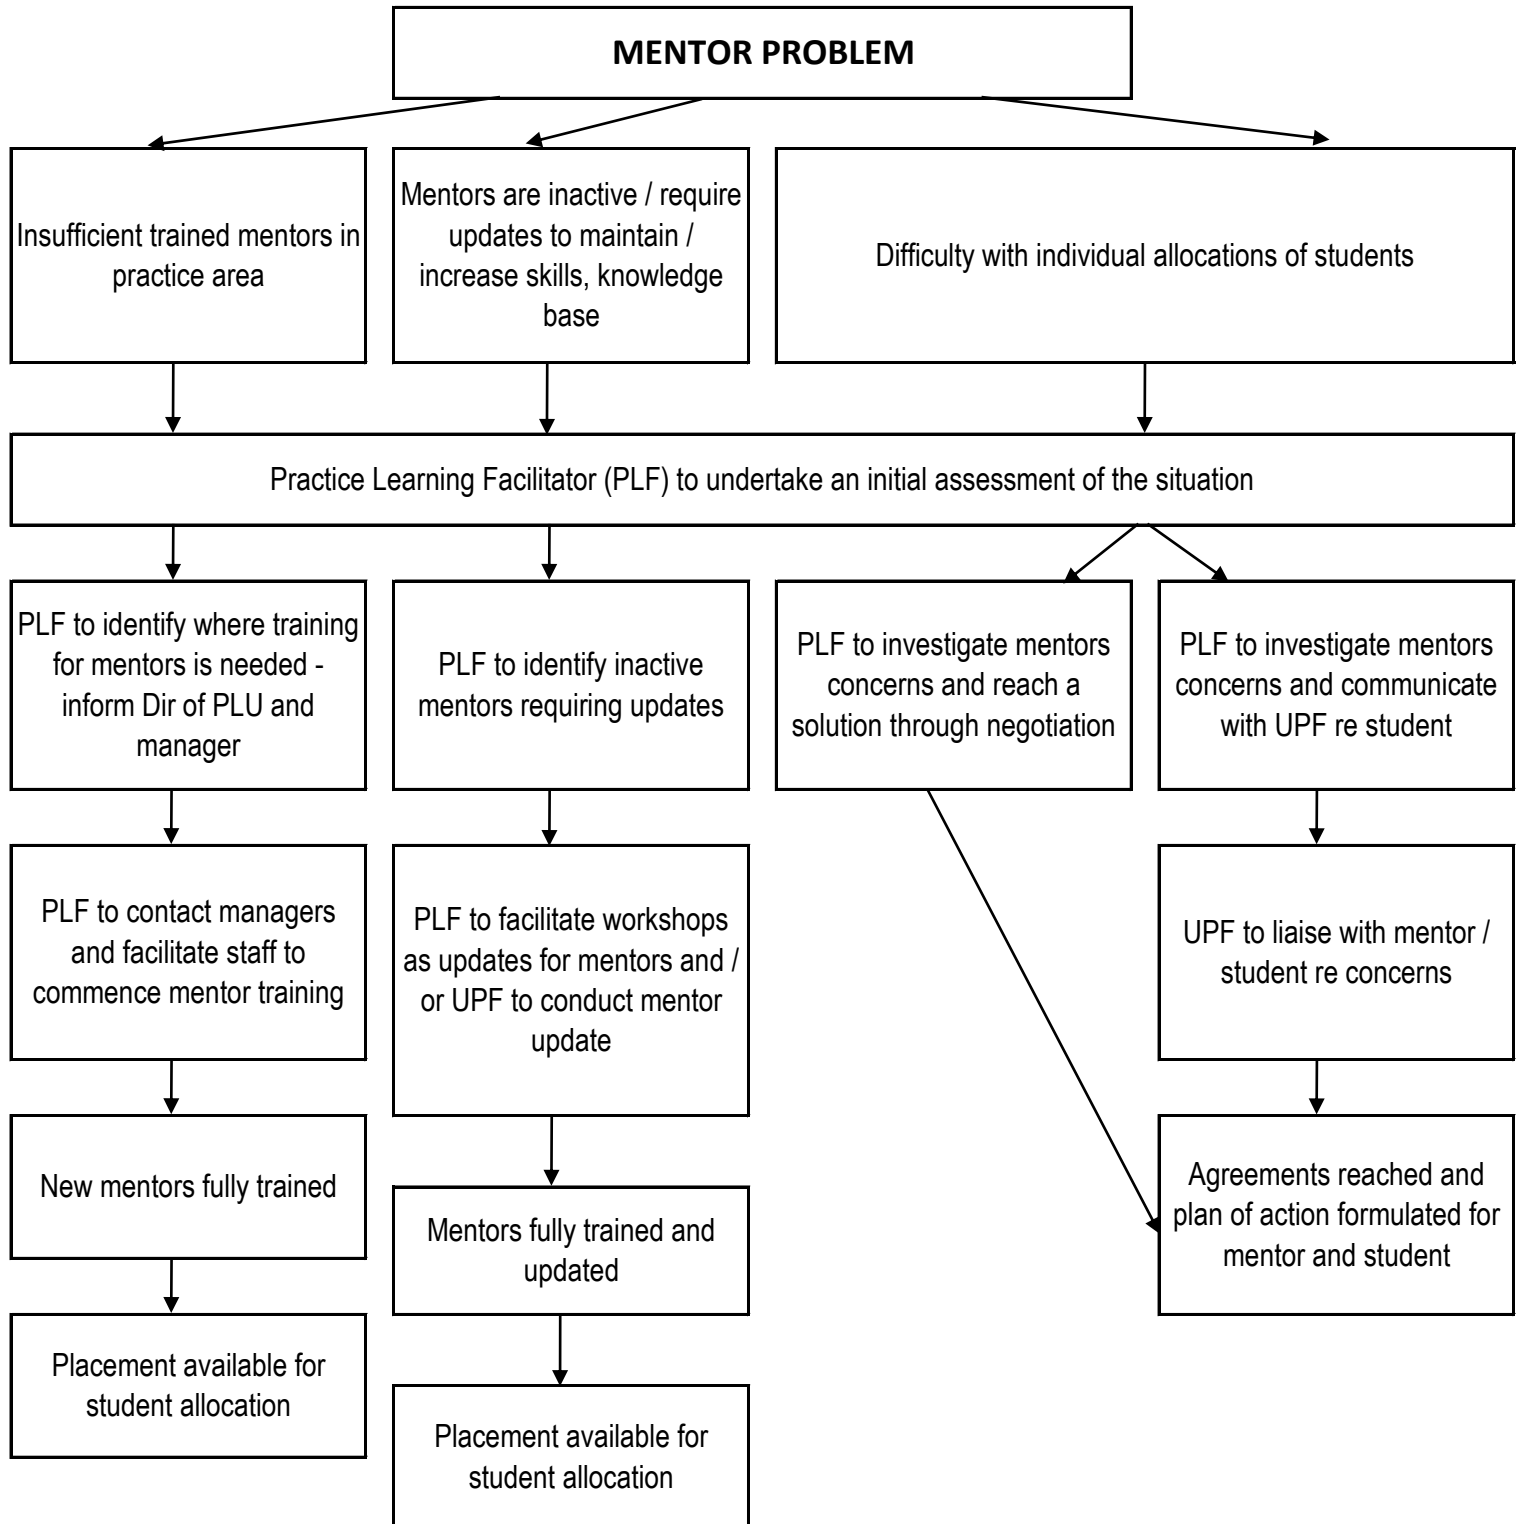 MENTOR PROBLEM
Insufficient trained mentors in
practice area
Mentors are inactive / require
updates to maintain /
increase skills, knowledge
base
Difficulty with individual allocations of students
Practice Learning Facilitator (PLF) to undertake an initial assessment of the situation
PLF to identify where training
for mentors is needed -
inform Dir of PLU and
manager
PLF to identify inactive
mentors requiring updates
PLF to investigate mentors
concerns and reach a
solution through negotiation
PLF to investigate mentors
concerns and communicate
with UPF re student
PLF to contact managers
and facilitate staff to
commence mentor training
PLF to facilitate workshops
as updates for mentors and /
or UPF to conduct mentor
update
UPF to liaise with mentor /
student re concerns
New mentors fully trained
Mentors fully trained and
updated
Agreements reached and
plan of action formulated for
mentor and student
Placement available for
student allocation
Placement available for
student allocation